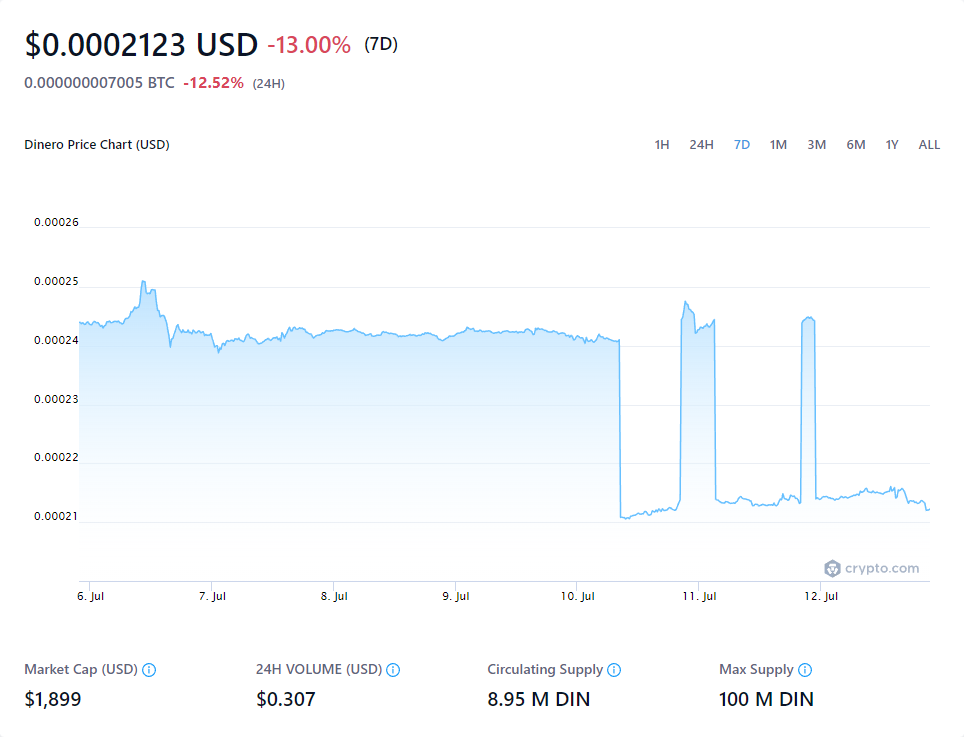 $0.0002123 USD -13.00% (7D)
0.000000007005 BTC -12.52% (24H)
Dinero Price Chart (USD)
1H 24H 7D 1M 3M 6M 1Y ALL
0.00026
0.00025
0.00024
0.00023
0.00022
0.00021
crypto.com
6. Jul 7. Jul 8. Jul 9. Jul 10. Jul 11. Jul 12. Jul
Market Cap (USD) 24H VOLUME (USD) Circulating Supply Max Supply
$1,899 $0.307 8.95 M DIN 100 M DIN